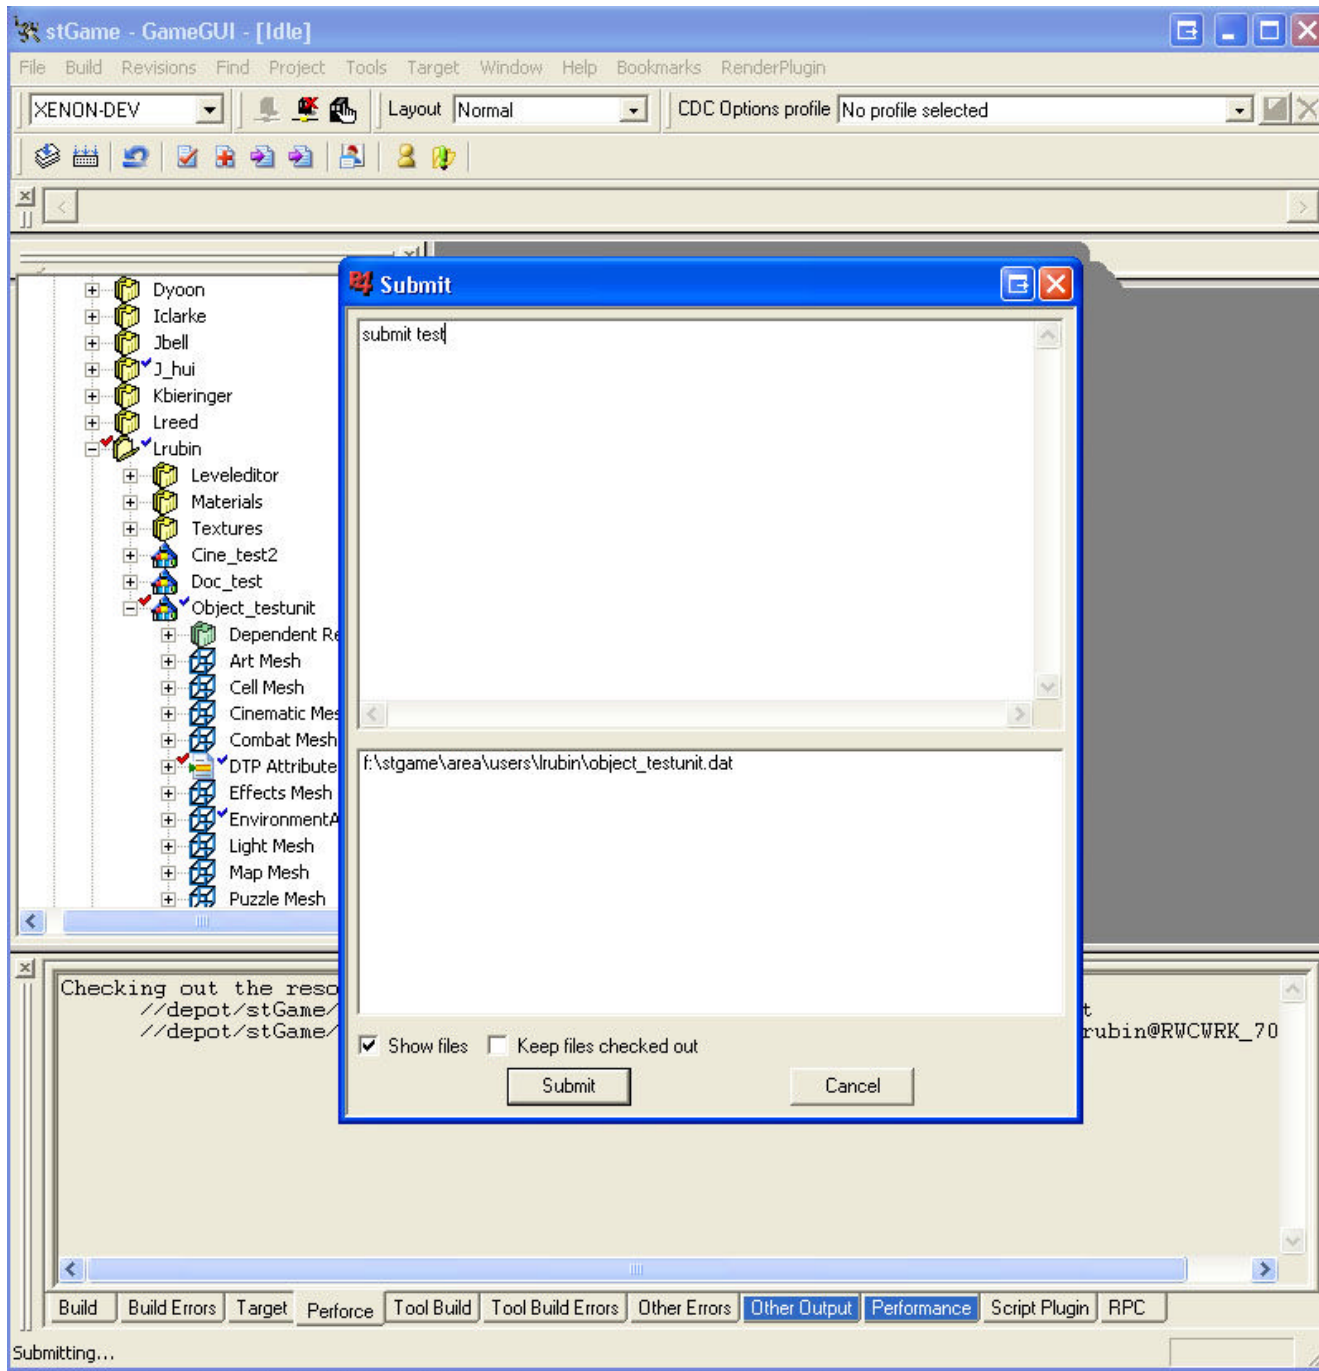 stGame - GameGUI - [Idle]
File Build Revisions Find Project Tools Target Window Help Bookmarks RenderPlugin
XENON-DEV Layout Normal CDC Options profile No profile selected
Dyoon
Iclarke
Jbell
J_hui
Kbieringer
Lreed
Lrubin
Leveleditor
Materials
Textures
Cine_test2
Doc_test
Object_testunit
Dependent Re
Art Mesh
Cell Mesh
Cinematic Mes
Combat Mesh
DTP Attribute
Effects Mesh
EnvironmentA
Light Mesh
Map Mesh
Puzzle Mesh
P4 Submit
submit test
f:\stgame\area\users\lrubin\object_testunit.dat
Show files Keep files checked out
Submit Cancel
Checking out the reso
//depot/stGame/ t
//depot/stGame/ rubin@RWCWRK_70
Build Build Errors Target Perforce Tool Build Tool Build Errors Other Errors Other Output Performance Script Plugin RPC
Submitting...